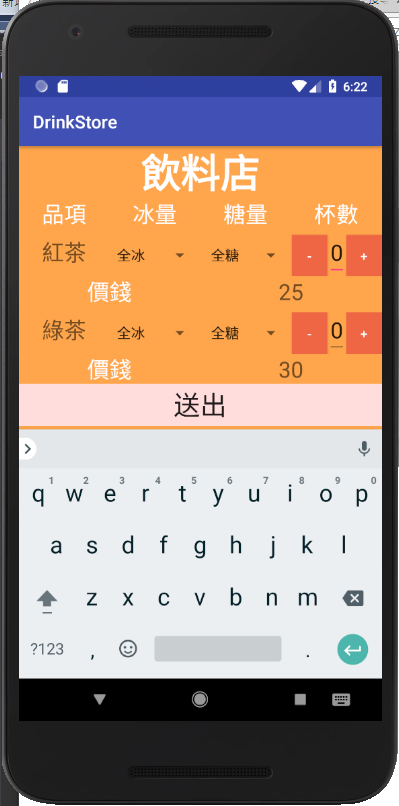 6:22
DrinkStore
飲料店
品項 冰量 糖量 杯數
紅茶 全冰 全糖 - 0 +
價錢 25
綠茶 全冰 全糖 - 0 +
價錢 30
送出
1 2 3 4 5 6 7 8 9 0
q w e r t y u i o p
a s d f g h j k l
z x c v b n m
?123 , .